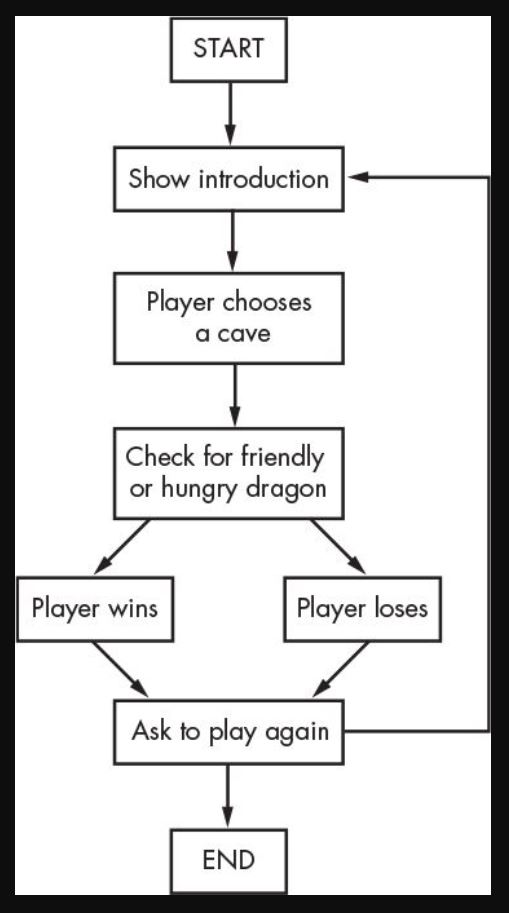 START
Show introduction
Player chooses
a cave
Check for friendly
or hungry dragon
Player wins
Player loses
Ask to play again
END